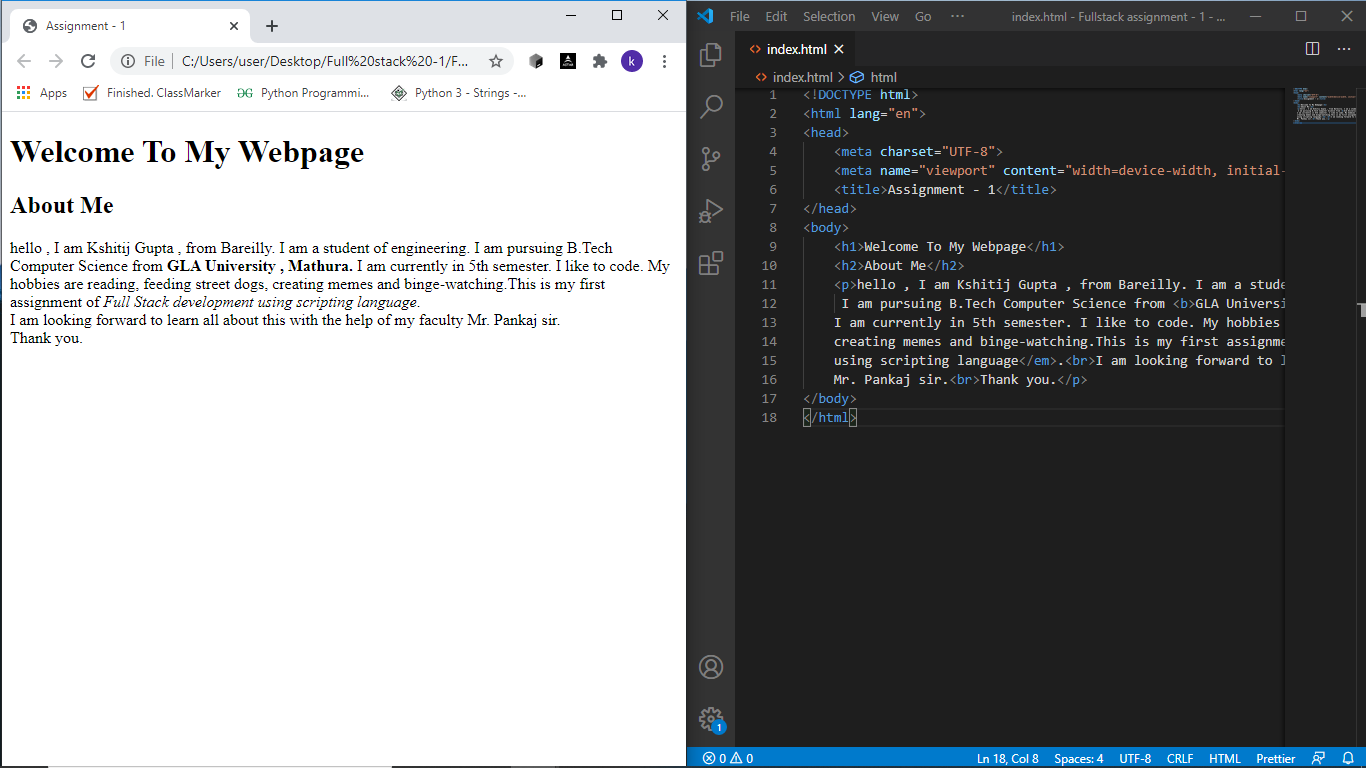 Assignment - 1
File
C:/Users/user/Desktop/Full%20stack%20-1/F...
k
Apps
Finished. ClassMarker
Python Programmi...
Python 3 - Strings -...
Welcome To My Webpage
About Me
hello , I am Kshitij Gupta , from Bareilly. I am a student of engineering. I am pursuing B.Tech
Computer Science from GLA University , Mathura. I am currently in 5th semester. I like to code. My
hobbies are reading, feeding street dogs, creating memes and binge-watching.This is my first
assignment of Full Stack development using scripting language.
I am looking forward to learn all about this with the help of my faculty Mr. Pankaj sir.
Thank you.
File Edit Selection View Go ··· index.html - Fullstack assignment - 1 - ...
index.html
index.html > html
1 <!DOCTYPE html>
2 <html lang="en">
3 <head>
4 <meta charset="UTF-8">
5 <meta name="viewport" content="width=device-width, initial-
6 <title>Assignment - 1</title>
7 </head>
8 <body>
9 <h1>Welcome To My Webpage</h1>
10 <h2>About Me</h2>
11 <p>hello , I am Kshitij Gupta , from Bareilly. I am a stude
12 I am pursuing B.Tech Computer Science from <b>GLA Universi
13 I am currently in 5th semester. I like to code. My hobbies
14 creating memes and binge-watching.This is my first assignme
15 using scripting language</em>.<br>I am looking forward to l
16 Mr. Pankaj sir.<br>Thank you.</p>
17 </body>
18 </html>
1
0 0 Ln 18, Col 8 Spaces: 4 UTF-8 CRLF HTML Prettier